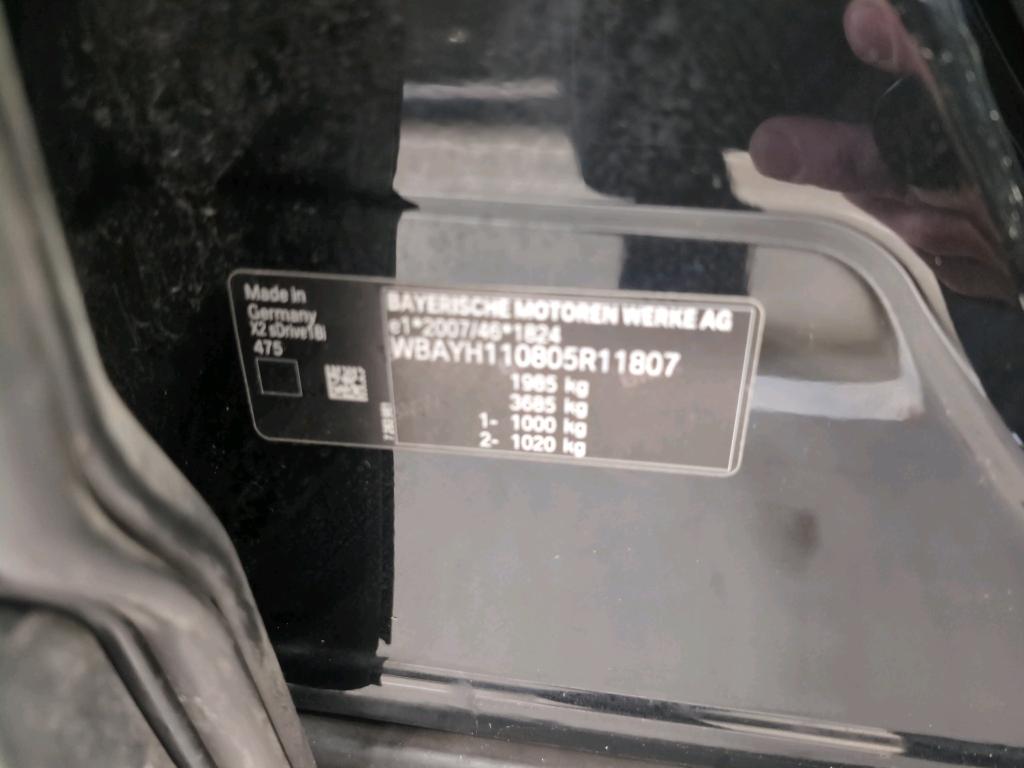 Made in
Germany
X2 sDrive18i
475
BAYERISCHE MOTOREN WERKE AG
e1*2007/46*1824
WBAYH110805R11807
1985 kg
3685 kg
1- 1000 kg
2- 1020 kg